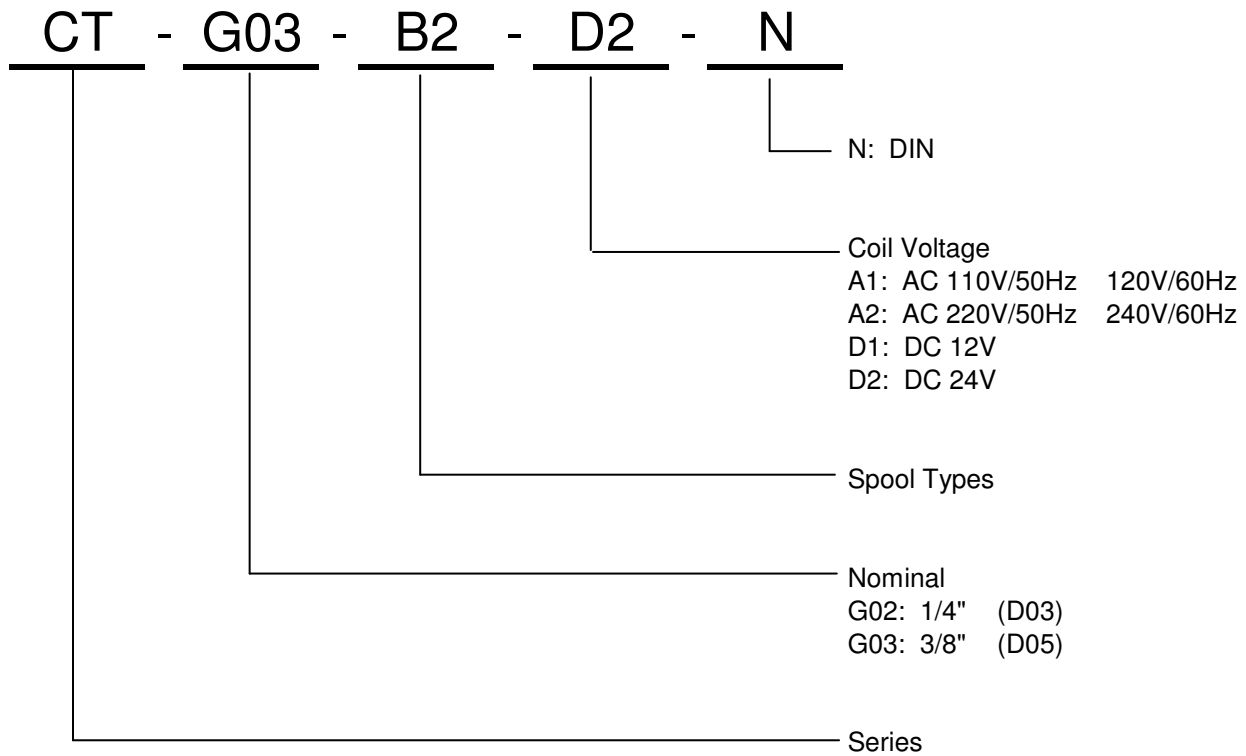 CT - G03 - B2 - D2 - N
N: DIN
Coil Voltage
A1: AC 110V/50Hz 120V/60Hz
A2: AC 220V/50Hz 240V/60Hz
D1: DC 12V
D2: DC 24V
Spool Types
Nominal
G02: 1/4" (D03)
G03: 3/8" (D05)
Series